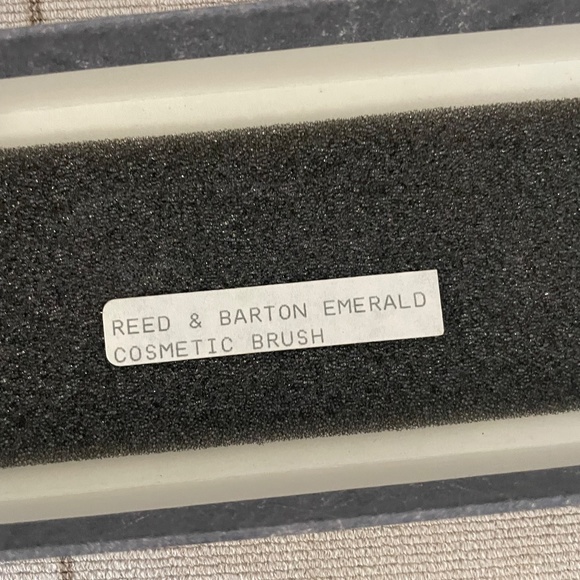 REED & BARTON EMERALD
COSMETIC BRUSH